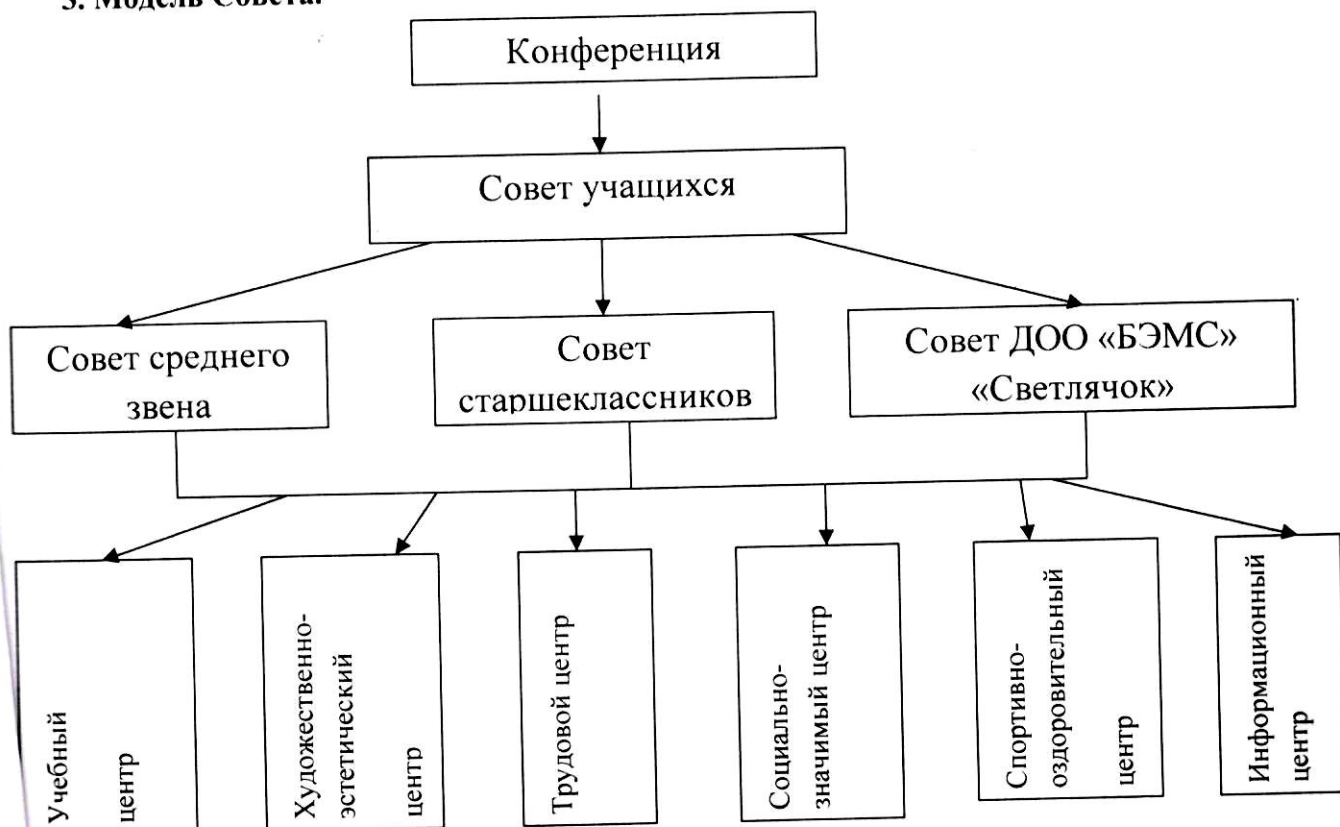 Модель Совета.
Конференция
Совет учащихся
Совет среднего
звена
Совет
старшеклассников
Совет ДОО «БЭМС»
«Светлячок»
Учебный
центр
Художественно-
эстетический
центр
Трудовой центр
Социально-
значимый центр
Спортивно-
оздоровительный
центр
Информационный
центр